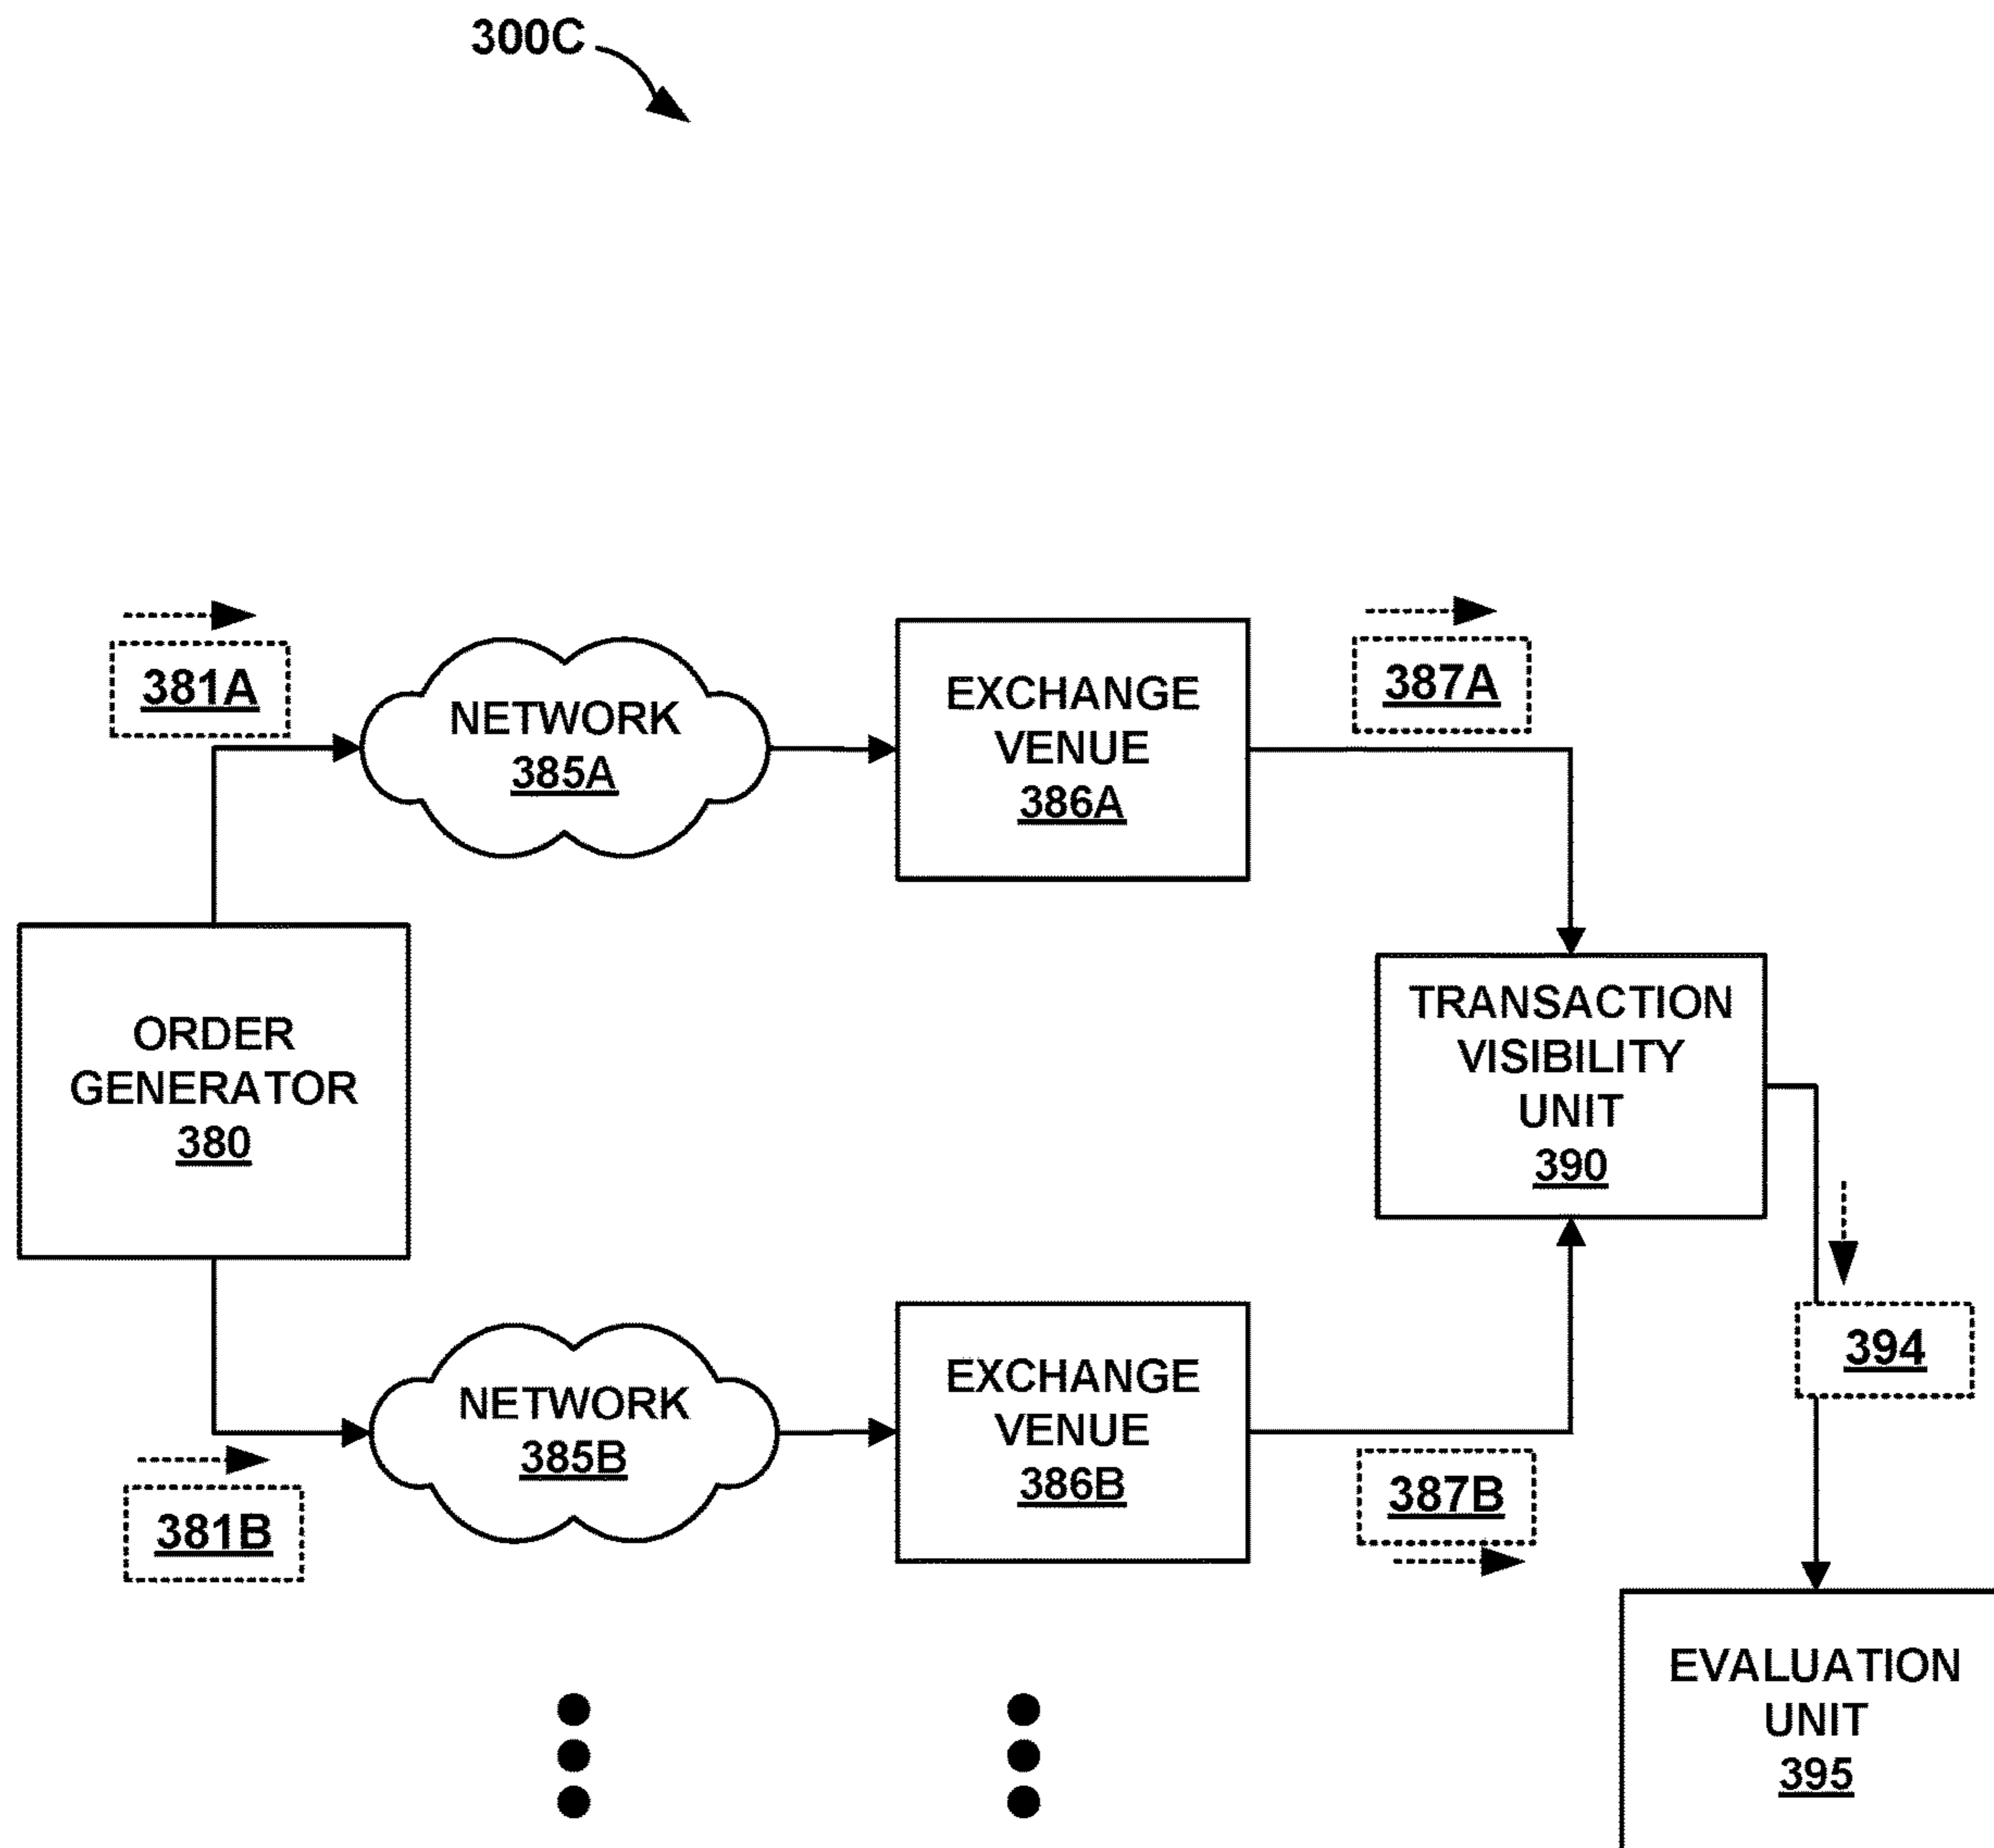 300C
381A
NETWORK
385A
EXCHANGE
VENUE
386A
387A
ORDER
GENERATOR
380
TRANSACTION
VISIBILITY
UNIT
390
NETWORK
385B
381B
EXCHANGE
VENUE
386B
387B
394
EVALUATION
UNIT
395